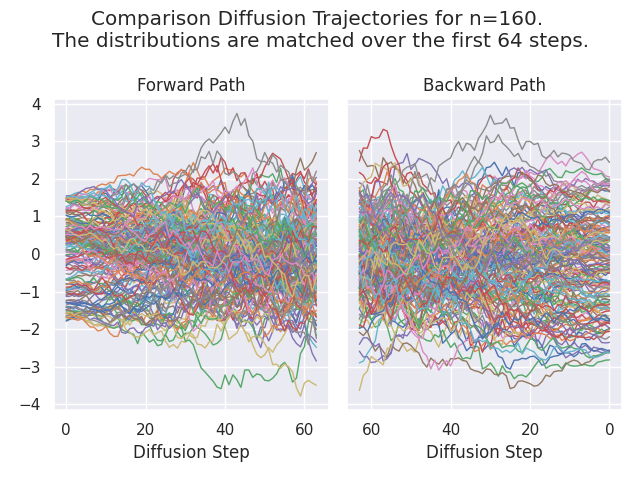 Comparison Diffusion Trajectories for n=160.
The distributions are matched over the first 64 steps.
Forward Path
Backward Path
4
3
2
1
0
−1
−2
−3
−4
0 20 40 60
60 40 20 0
Diffusion Step
Diffusion Step